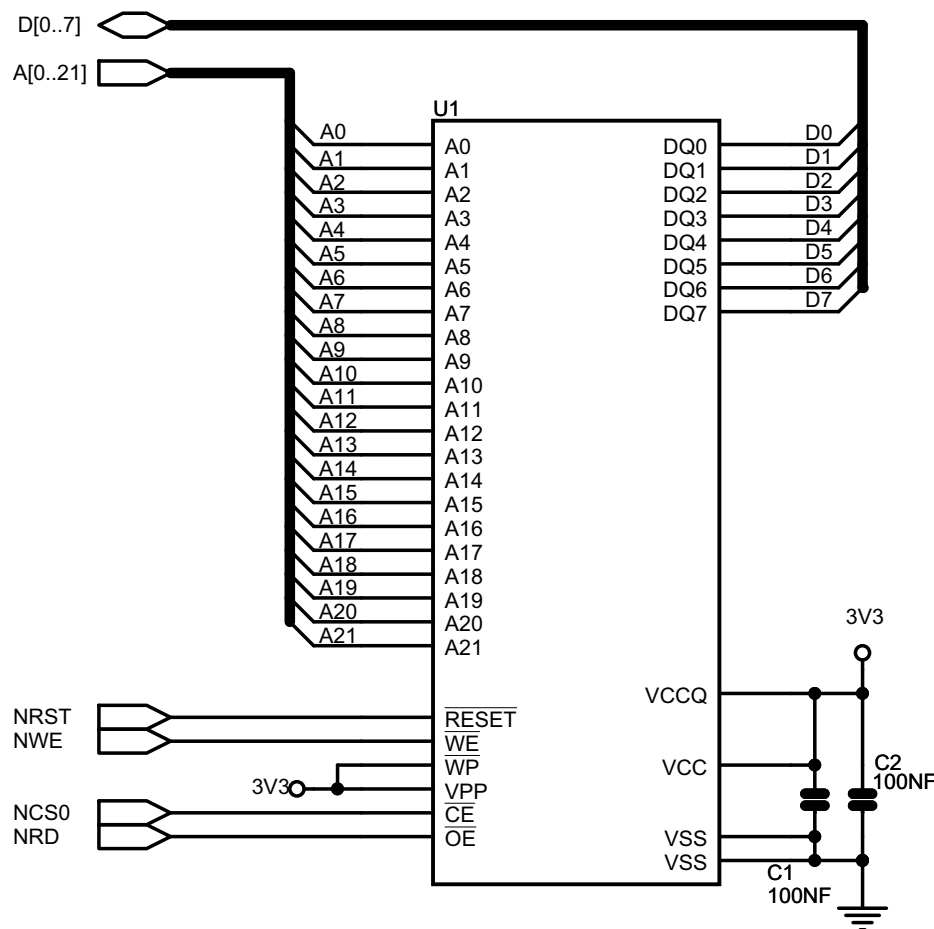 D[0..7]
A[0..21]
U1
A0 A0 DQ0 D0
A1 A1 DQ1 D1
A2 A2 DQ2 D2
A3 A3 DQ3 D3
A4 A4 DQ4 D4
A5 A5 DQ5 D5
A6 A6 DQ6 D6
A7 A7 DQ7 D7
A8 A8
A9 A9
A10 A10
A11 A11
A12 A12
A13 A13
A14 A14
A15 A15
A16 A16
A17 A17
A18 A18
A19 A19
A20 A20
A21 A21
3V3
VCCQ
NRST RESET
NWE WE
WP VCC
C2
100NF
3V3 VPP
NCS0 CE
NRD OE VSS
VSS
C1
100NF